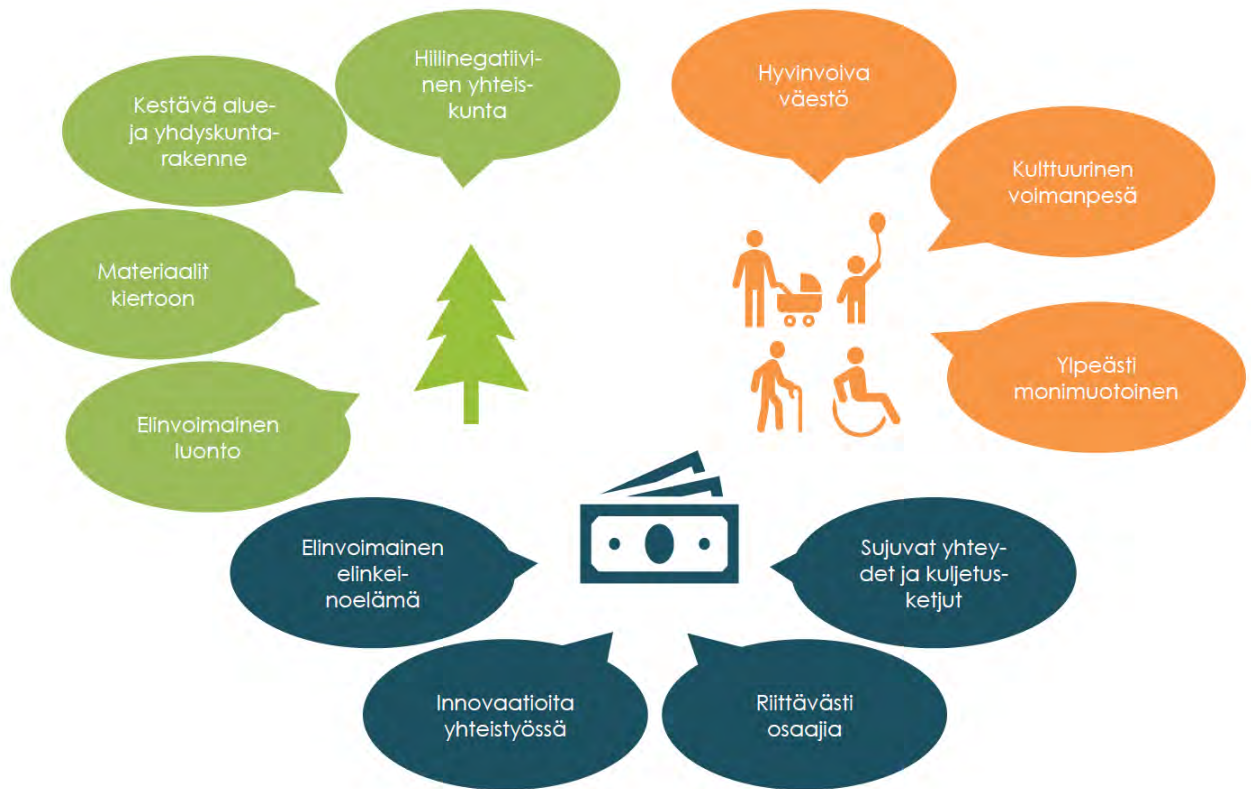 Hiilinegatiivi-
nen yhteis-
kunta
Kestävä alue-
ja yhdyskunta-
rakenne
Materiaalit
kiertoon
Elinvoimainen
luonto
Hyvinvoiva
väestö
Kulttuurinen
voimanpesä
Ylpeästi
monimuotoinen
Elinvoimainen
elinkei-
noelämä
Innovaatioita
yhteistyössä
Riittävästi
osaajia
Sujuvat yhtey-
det ja kuljetus-
ketjut